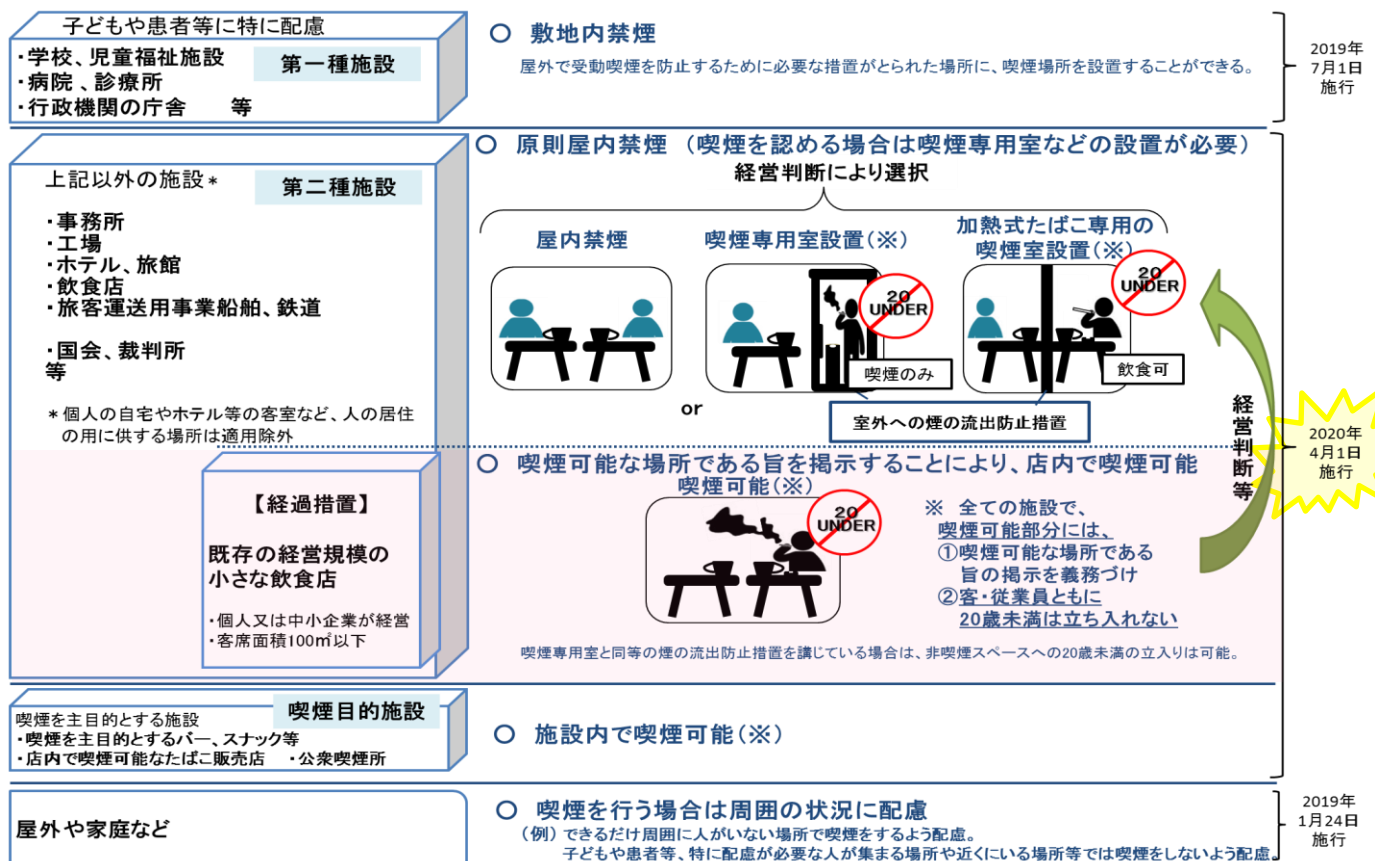 子どもや患者等に特に配慮
・学校、児童福祉施設
・病院、診療所
・行政機関の庁舎　　等
第一種施設
○ 敷地内禁煙
屋外で受動喫煙を防止するために必要な措置がとられた場所に、喫煙場所を設置することができる。
2019年
7月1日
施行
上記以外の施設*
第二種施設
・事務所
・工場
・ホテル、旅館
・飲食店
・旅客運送用事業船舶、鉄道
・国会、裁判所
等
*個人の自宅やホテル等の客室など、人の居住
の用に供する場所は適用除外
○ 原則屋内禁煙（喫煙を認める場合は喫煙専用室などの設置が必要）
経営判断により選択
屋内禁煙
喫煙専用室設置(※)
加熱式たばこ専用の
喫煙室設置(※)
20
UNDER
20
UNDER
喫煙のみ
飲食可
or
室外への煙の流出防止措置
経営判断等
2020年
4月1日
施行
【経過措置】
既存の経営規模の
小さな飲食店
・個人又は中小企業が経営
・客席面積100㎡以下
○ 喫煙可能な場所である旨を掲示することにより、店内で喫煙可能
喫煙可能(※)
20
UNDER
※ 全ての施設で、
喫煙可能部分には、
①喫煙可能な場所である
旨の掲示を義務づけ
②客・従業員ともに
20歳未満は立ち入れない
喫煙専用室と同等の煙の流出防止措置を講じている場合は、非喫煙スペースへの20歳未満の立入りは可能。
喫煙を主目的とする施設
喫煙目的施設
・喫煙を主目的とするバー、スナック等
・店内で喫煙可能なたばこ販売店　・公衆喫煙所
○ 施設内で喫煙可能(※)
屋外や家庭など
○ 喫煙を行う場合は周囲の状況に配慮
（例）できるだけ周囲に人がいない場所で喫煙をするよう配慮。
子どもや患者等、特に配慮が必要な人が集まる場所や近くにいる場所等では喫煙をしないよう配慮。
2019年
1月24日
施行